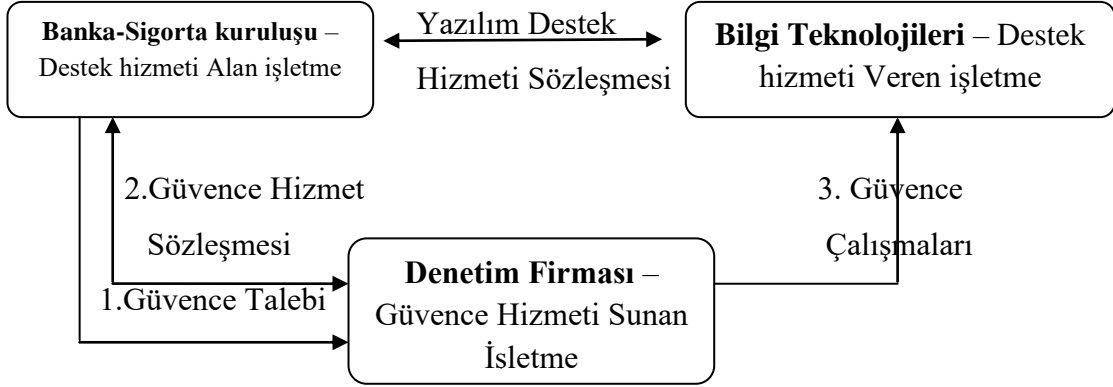 Banka-Sigorta kuruluşu –
Destek hizmeti Alan işletme
Yazılım Destek
Hizmeti Sözleşmesi
Bilgi Teknolojileri – Destek
hizmeti Veren işletme
2.Güvence Hizmet
Sözleşmesi
1.Güvence Talebi
3. Güvence
Çalışmaları
Denetim Firması –
Güvence Hizmeti Sunan
İsletme